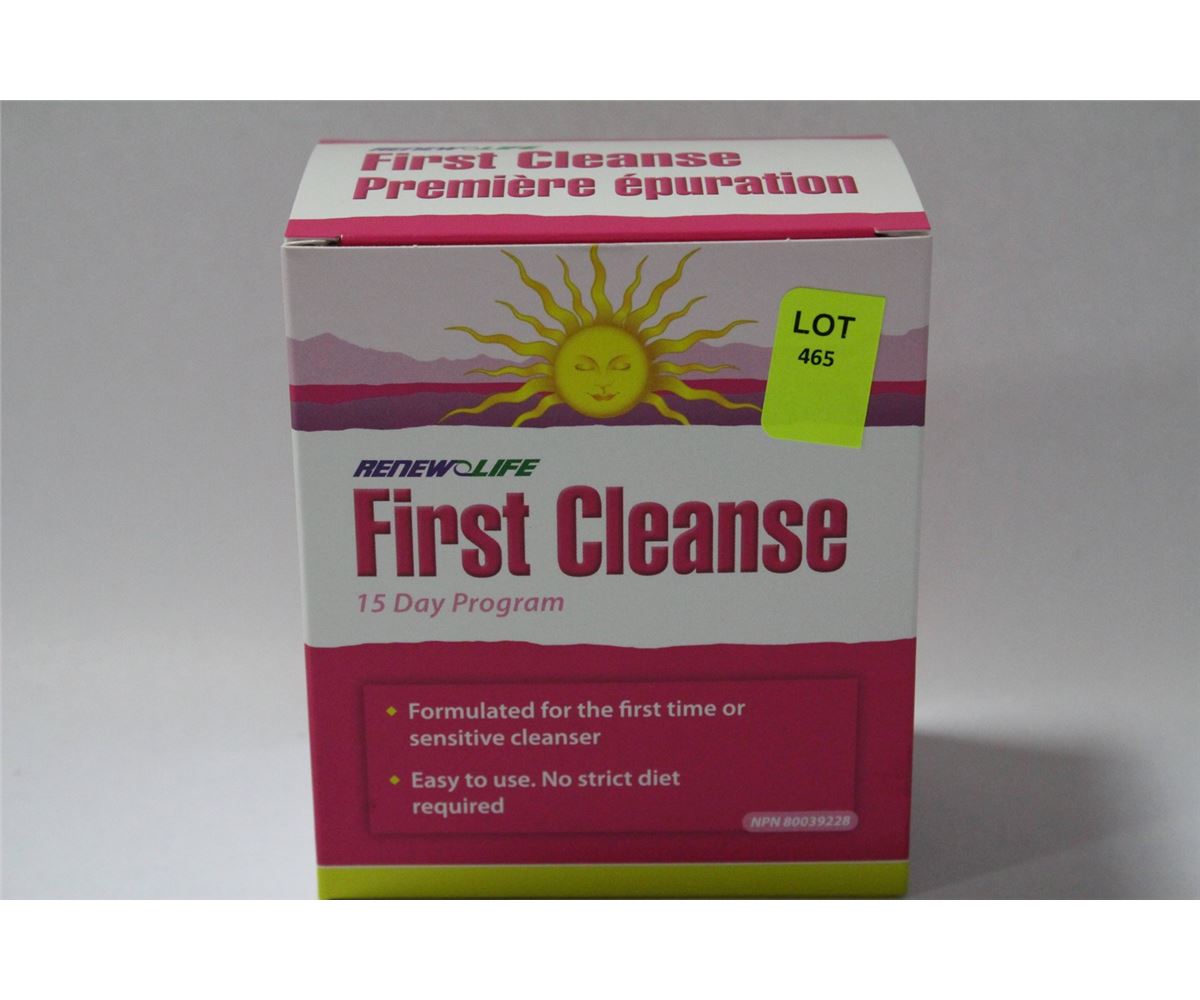 RENEW LIFE
First Cleanse
Première épuration
LOT
465
RENEW LIFE
First Cleanse
15 Day Program
Formulated for the first time or
sensitive cleanser
Easy to use. No strict diet
required
NPN 80039228